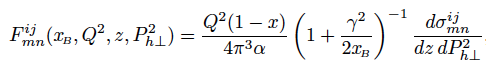 $F_{mn}^{ij}(x_B, Q^2, z, P_{h\perp}^2) = \frac{Q^2(1-x)}{4\pi^3\alpha} \left(1 + \frac{\gamma^2}{2x_B}\right)^{-1} \frac{d\sigma_{mn}^{ij}}{dz\, dP_{h\perp}^2}$